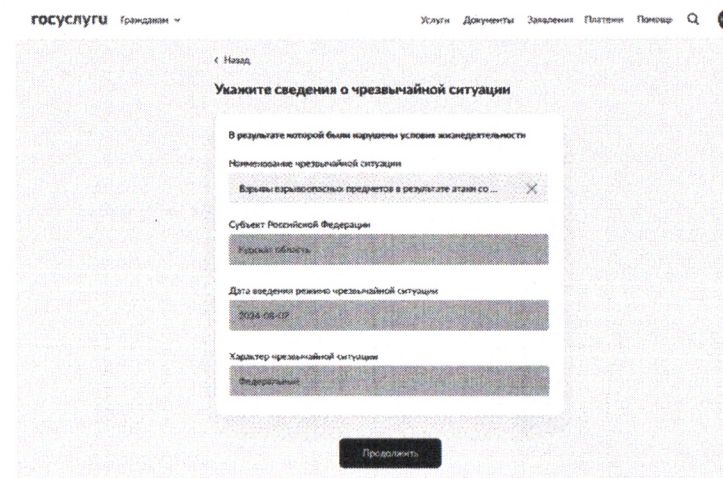 госуслуги Гражданам Услуги Документы Заявления Платежи Помощь
Назад
Укажите сведения о чрезвычайной ситуации
В результате которой были нарушены условия жизнедеятельности
Наименование чрезвычайной ситуации
Взрывы взрывоопасных предметов в результате атаки со ...
Субъект Российской Федерации
Курская область
Дата введения режима чрезвычайной ситуации
2024-08-07
Характер чрезвычайной ситуации
Федеральный
Продолжить